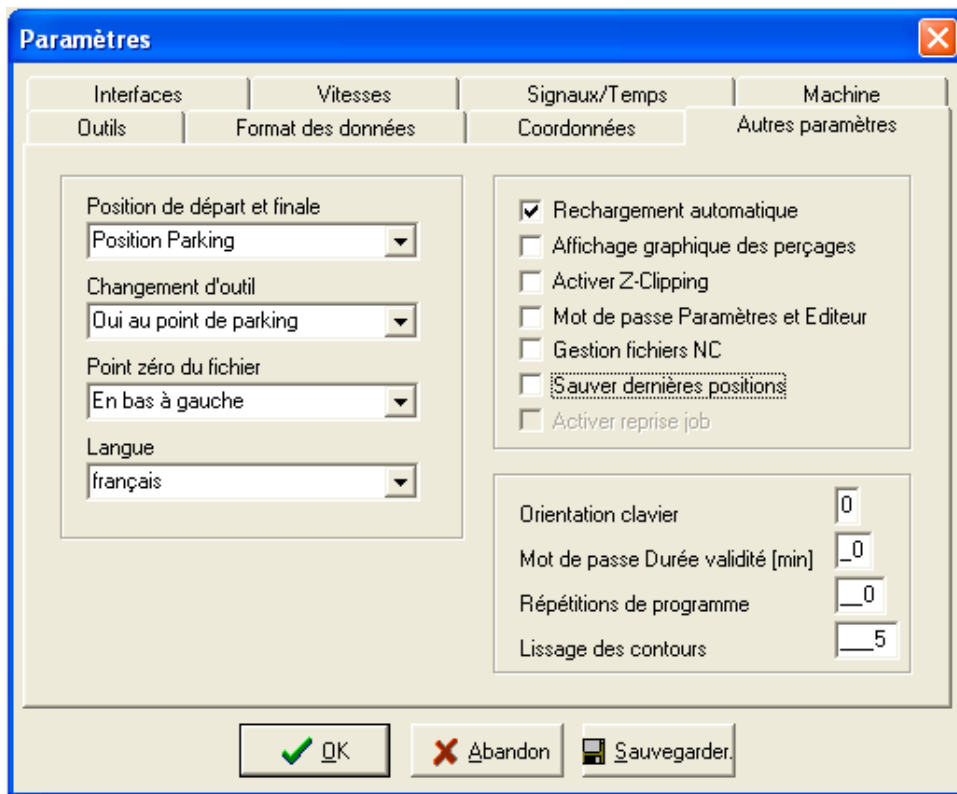 Paramètres
Interfaces
Vitesses
Signaux/Temps
Machine
Outils
Format des données
Coordonnées
Autres paramètres
Position de départ et finale
Position Parking
Changement d'outil
Oui au point de parking
Point zéro du fichier
En bas à gauche
Langue
français
Rechargement automatique
Affichage graphique des perçages
Activer Z-Clipping
Mot de passe Paramètres et Editeur
Gestion fichiers NC
Sauver dernières positions
Activer reprise job
Orientation clavier 0
Mot de passe Durée validité [min] _0
Répétitions de programme __0
Lissage des contours ___5
OK
Abandon
Sauvegarder.